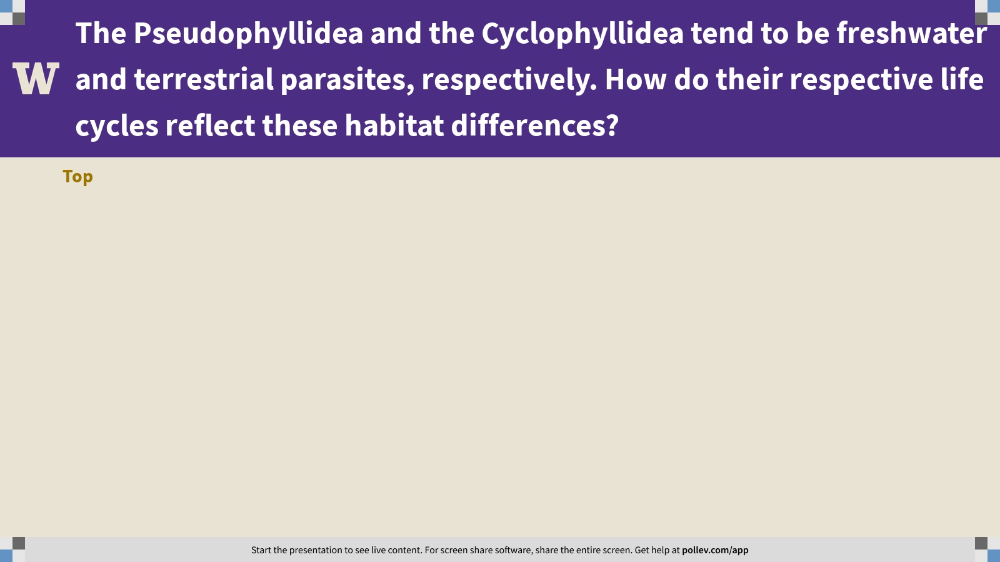 The Pseudophyllidea and the Cyclophyllidea tend to be freshwater
W
and terrestrial parasites, respectively. How do their respective life
cycles reflect these habitat differences?
Top
Start the presentation to see live content. For screen share software, share the entire screen. Get help at pollev.com/app